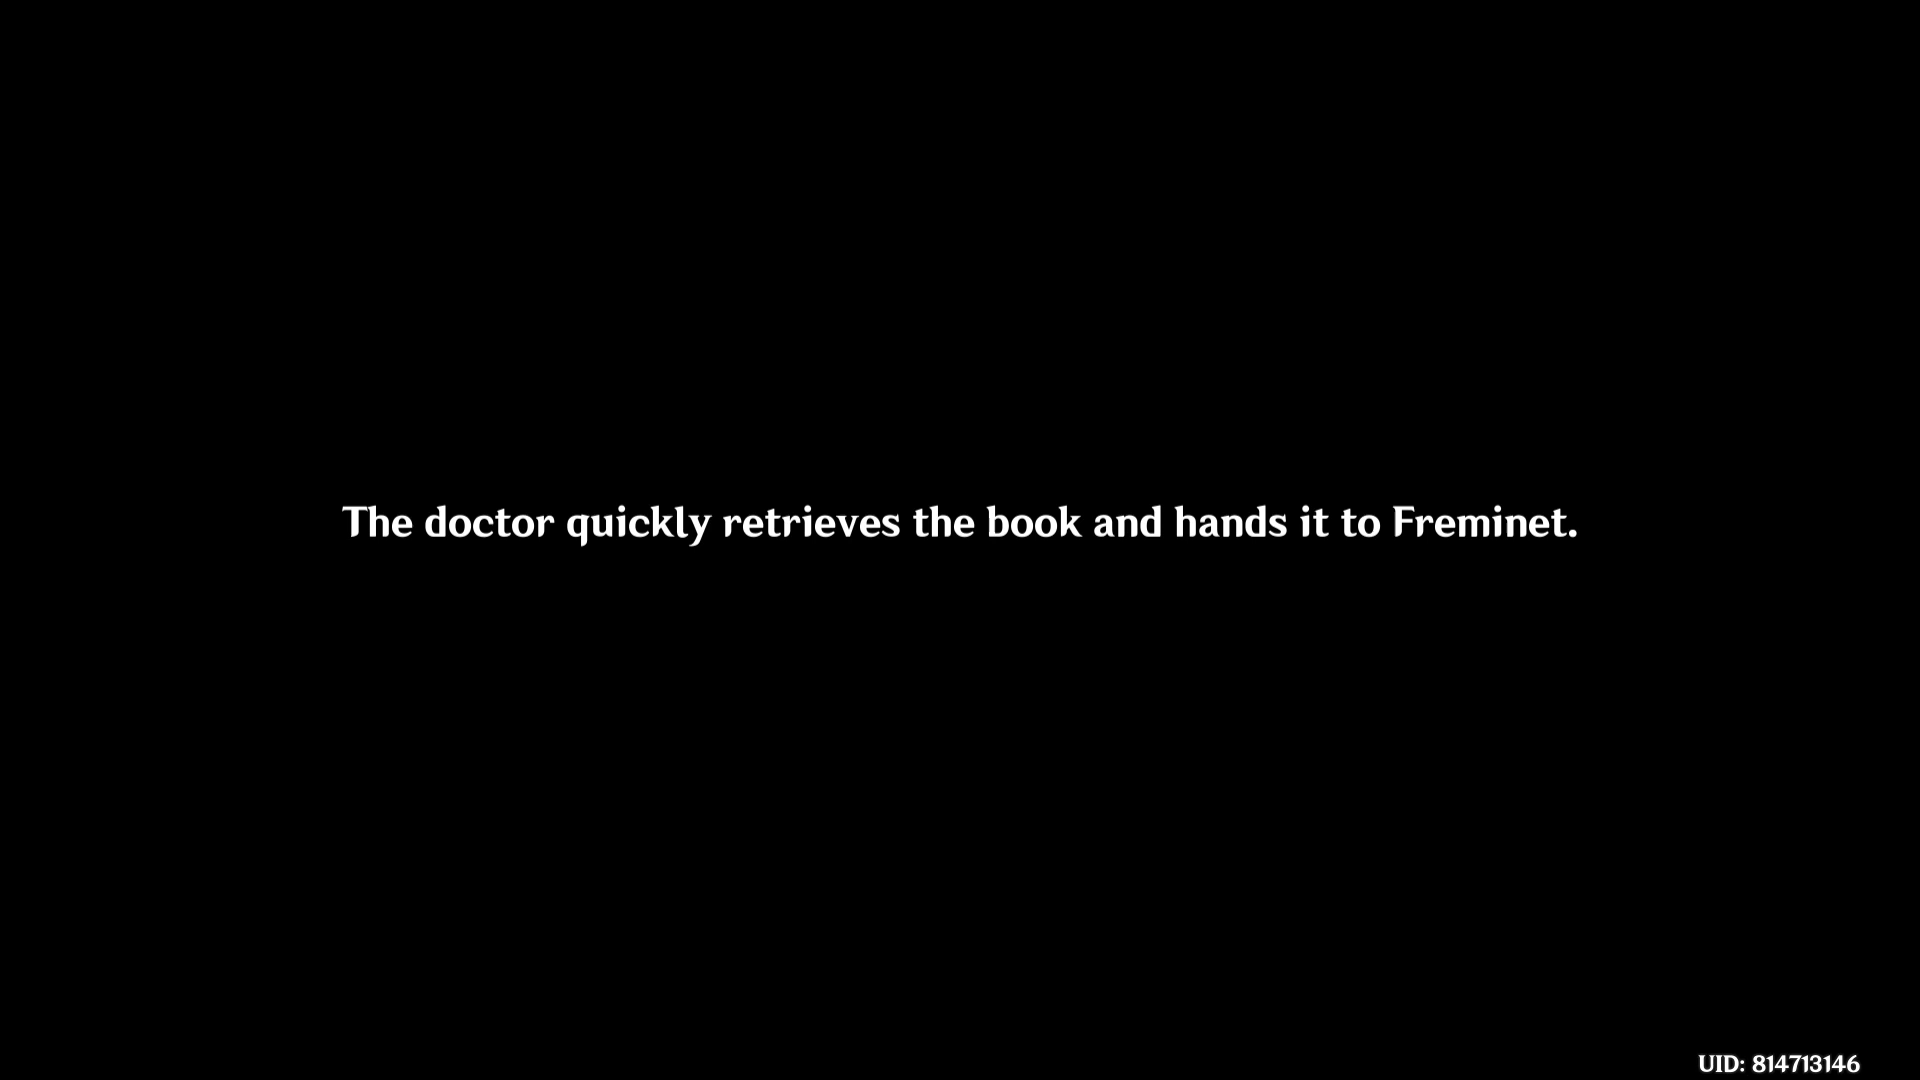 The doctor quickly retrieves the book and hands it to Freminet.
UID: 814713146